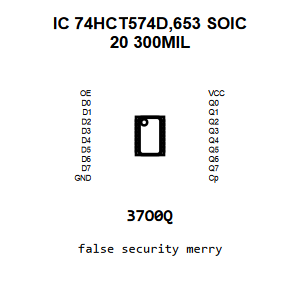 IC 74HCT574D,653 SOIC
20 300MIL
OE VCC
D0 Q0
D1 Q1
D2 Q2
D3 Q3
D4 Q4
D5 Q5
D6 Q6
D7 Q7
GND Cp
3700Q
false security merry